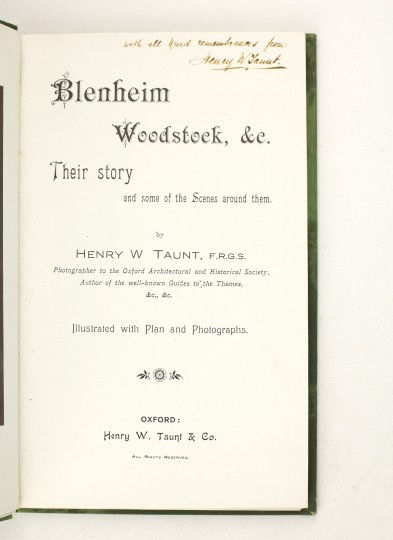 with all kind remembrances from
Henry W Taunt.
Blenheim
Woodstock, &c.
Their story
and some of the Scenes around them.
by
HENRY W TAUNT, F.R.G.S.
Photographer to the Oxford Architectural and Historical Society,
Author of the well-known Guides to the Thames,
&c., &c.
Illustrated with Plan and Photographs.
OXFORD:
Henry W. Taunt & Co.
ALL RIGHTS RESERVED.